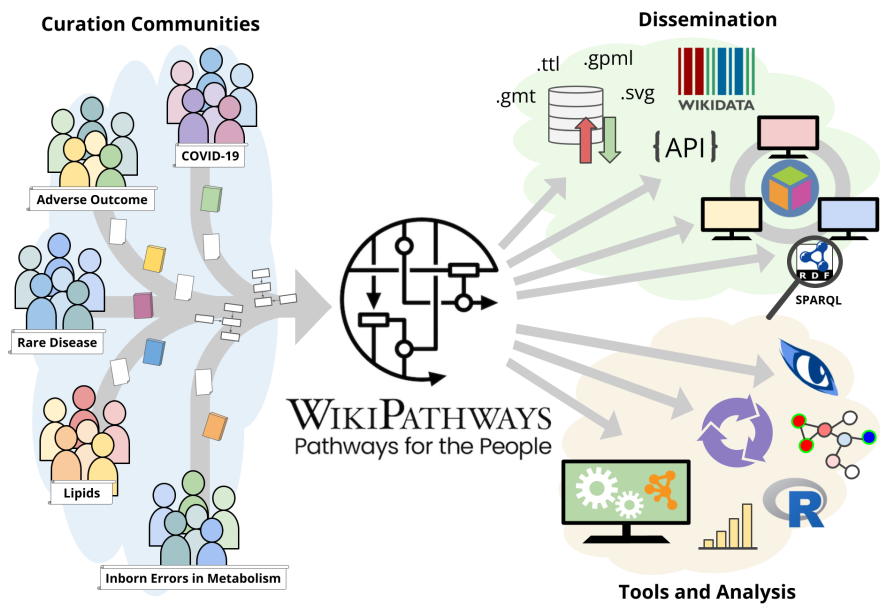 Curation Communities
COVID-19
Adverse Outcome
Rare Disease
Lipids
Inborn Errors in Metabolism
WIKIPATHWAYS
Pathways for the People
Dissemination
.ttl
.gpml
.gmt
.svg
WIKIDATA
{API}
RDF
SPARQL
R
Tools and Analysis